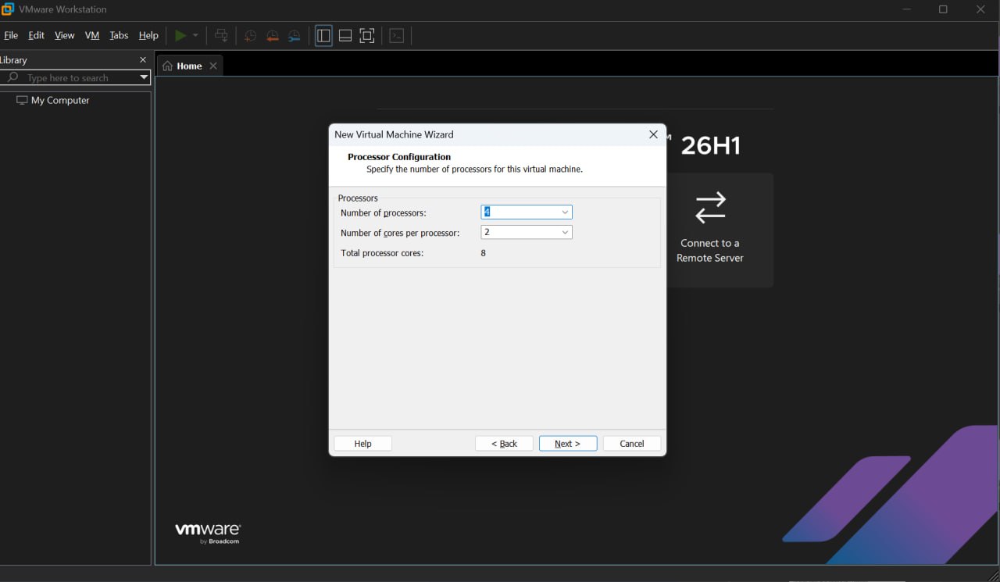 VMware Workstation
File Edit View VM Tabs Help
Library
Type here to search
My Computer
Home
26H1
Connect to a
Remote Server
New Virtual Machine Wizard
Processor Configuration
Specify the number of processors for this virtual machine.
Processors
Number of processors: 4
Number of cores per processor: 2
Total processor cores: 8
Help < Back Next > Cancel
vmware®
by Broadcom